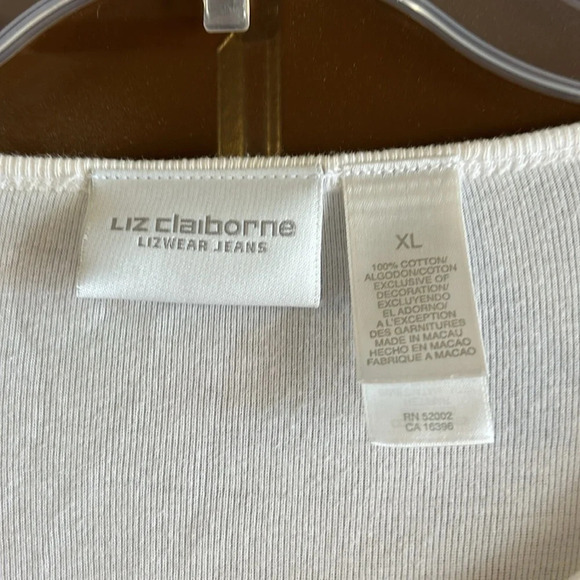 LIZ claiborne
LIZWEAR JEANS
XL
100% COTTON/
ALGODON/COTON
EXCLUSIVE OF
DECORATION/
EXCLUYENDO
EL ADORNO/
A L'EXCEPTION
DES GARNITURES
MADE IN MACAU
HECHO EN MACAO
FABRIQUE A MACAO
RN 52002
CA 16396